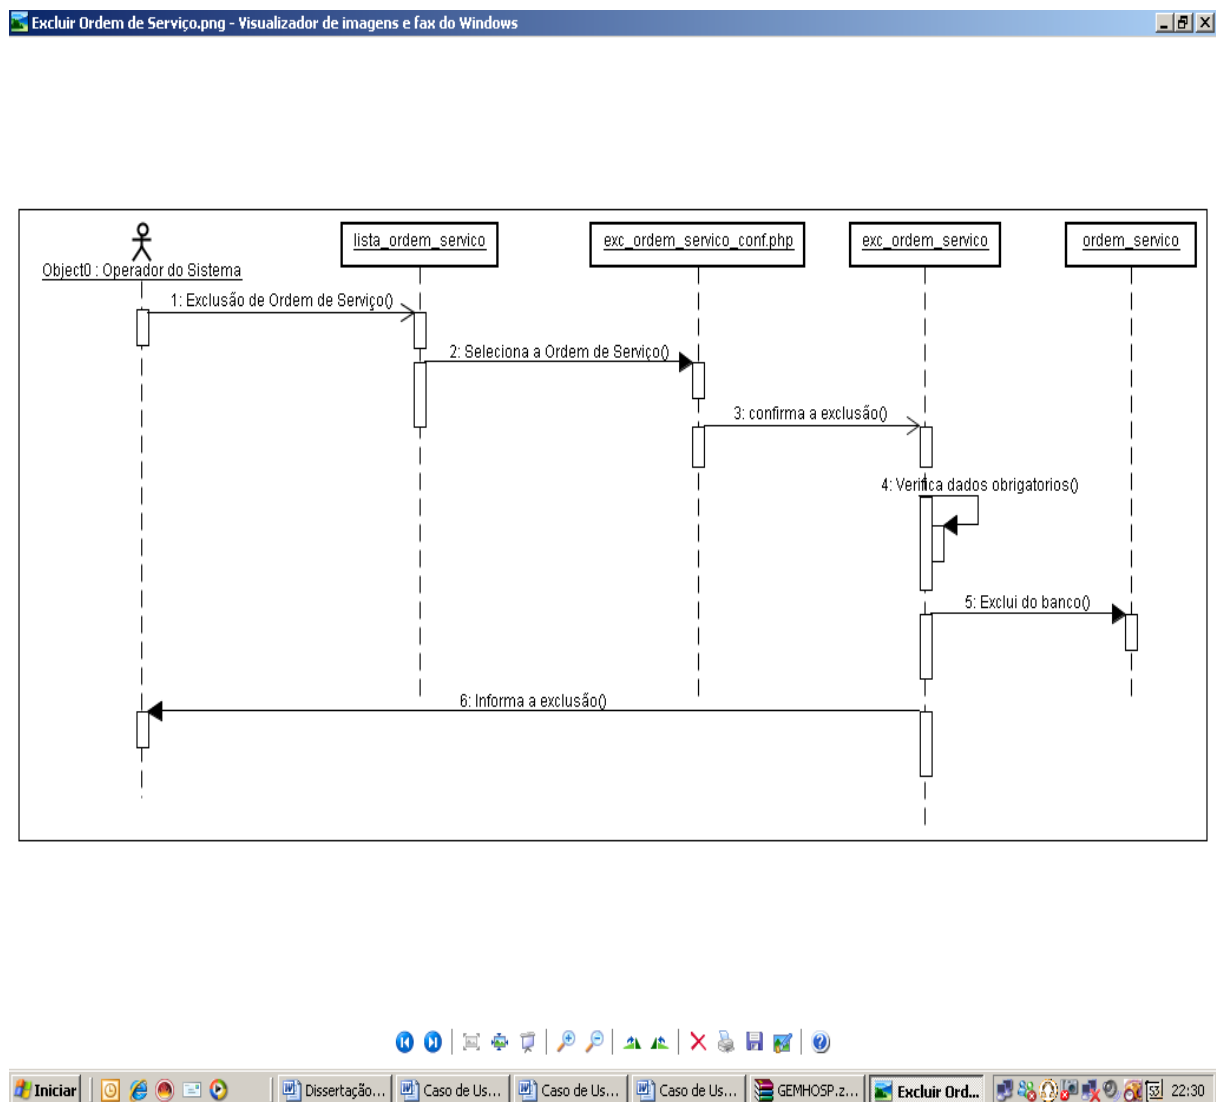 Excluir Ordem de Serviço.png - Visualizador de imagens e fax do Windows
lista_ordem_servico
exc_ordem_servico_conf.php
exc_ordem_servico
ordem_servico
Object0 : Operador do Sistema
1: Exclusão de Ordem de Serviço()
2: Seleciona a Ordem de Serviço()
3: confirma a exclusão()
4: Verifica dados obrigatorios()
5: Exclui do banco()
6: Informa a exclusão()
Iniciar
Dissertação...
Caso de Us...
Caso de Us...
Caso de Us...
GEMHOSP.z...
Excluir Ord...
22:30